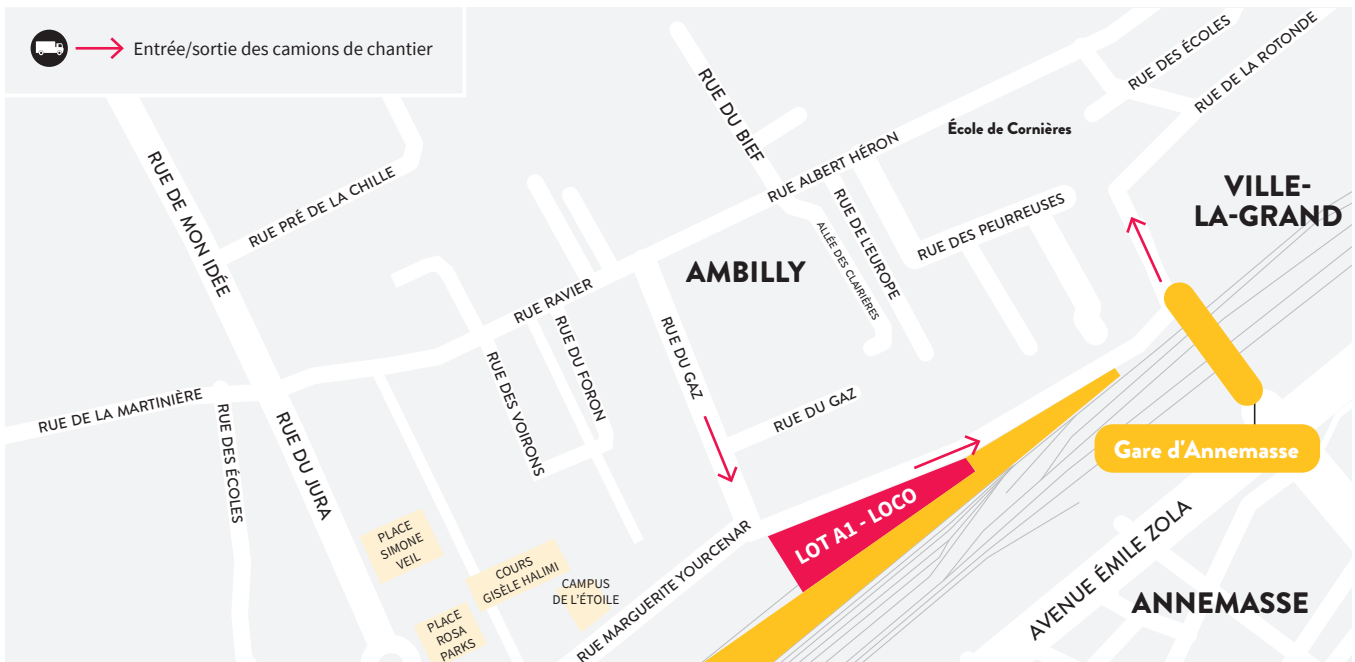 Entrée/sortie des camions de chantier
RUE DES ÉCOLES
RUE DE LA ROTONDE
RUE DU BIEF
École de Cornières
RUE ALBERT HÉRON
RUE DE MON IDÉE
RUE PRÉ DE LA CHILLE
VILLE-
LA-GRAND
RUE DE L'EUROPE
RUE DES PEURREUSES
ALLÉE DES CLAIRIÈRES
AMBILLY
RUE RAVIER
RUE DU GAZ
RUE DU FORON
RUE DES VOIRONS
RUE DE LA MARTINIÈRE
RUE DES ÉCOLES
RUE DU JURA
RUE DU GAZ
Gare d'Annemasse
LOT A1 - LOCO
PLACE
SIMONE
VEIL
COURS
GISÈLE HALIMI
CAMPUS
DE L'ÉTOILE
PLACE
ROSA
PARKS
RUE MARGUERITE YOURCENAR
AVENUE ÉMILE ZOLA
ANNEMASSE